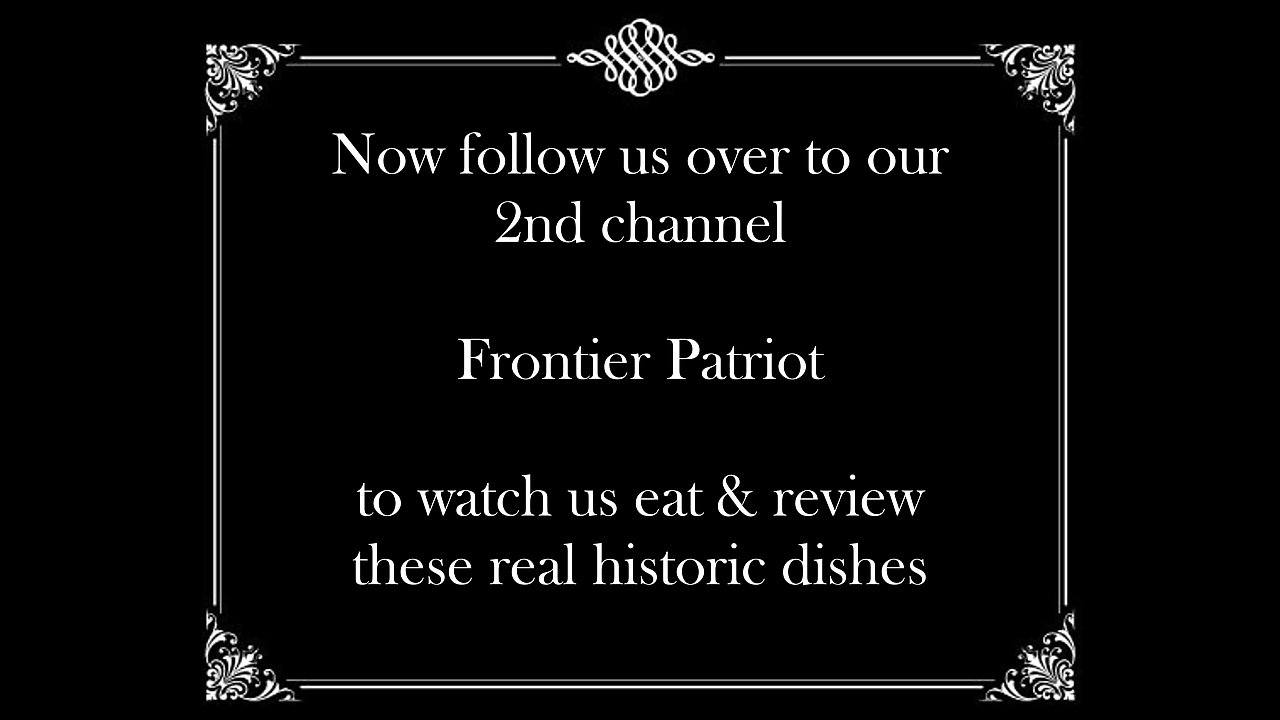 Now follow us over to our
2nd channel
Frontier Patriot
to watch us eat & review
these real historic dishes